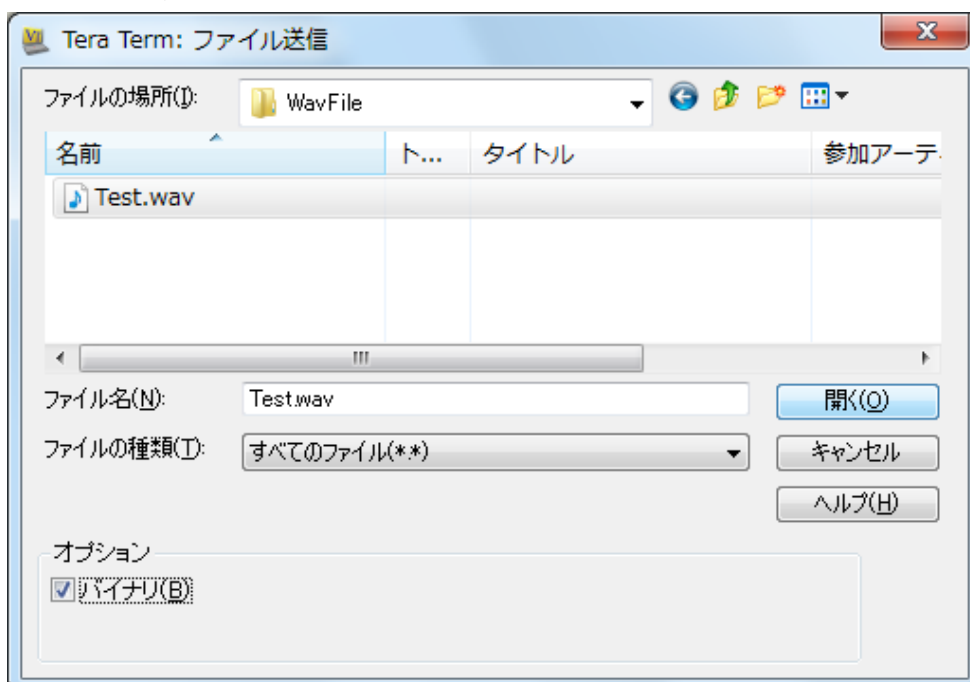 Tera Term: ファイル送信
ファイルの場所(I): WavFile
名前 ト... タイトル 参加アーティ
Test.wav
ファイル名(N): Test.wav 開く(O)
ファイルの種類(T): すべてのファイル(*.*) キャンセル
ヘルプ(H)
オプション
バイナリ(B)